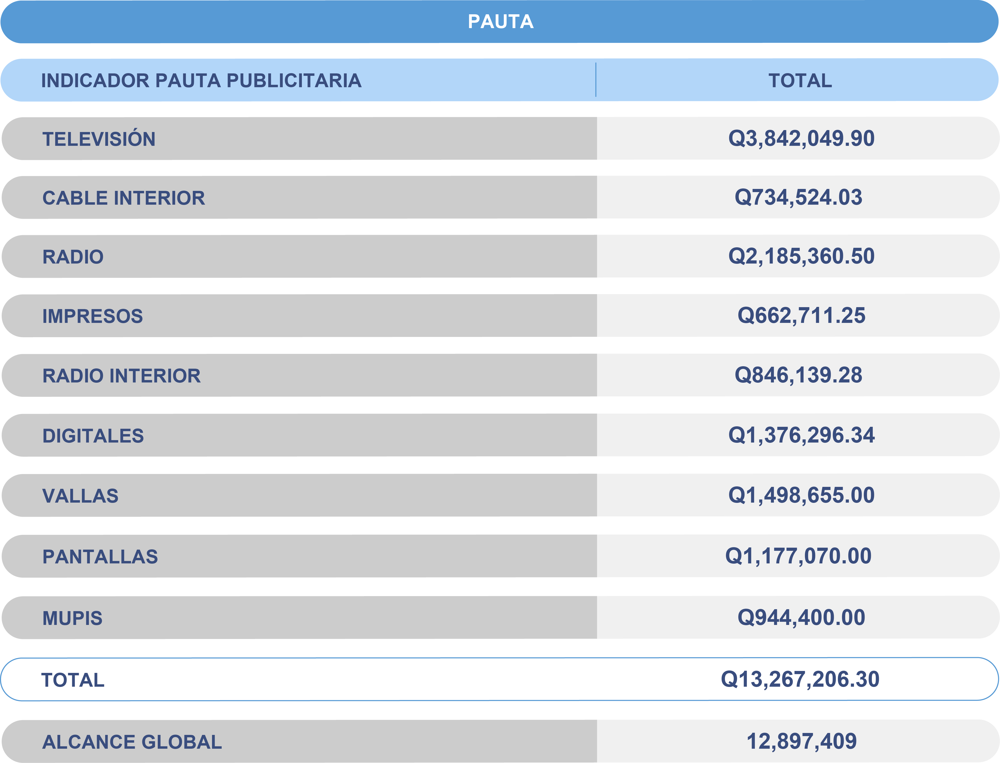 PAUTA
INDICADOR PAUTA PUBLICITARIA TOTAL
TELEVISIÓN Q3,842,049.90
CABLE INTERIOR Q734,524.03
RADIO Q2,185,360.50
IMPRESOS Q662,711.25
RADIO INTERIOR Q846,139.28
DIGITALES Q1,376,296.34
VALLAS Q1,498,655.00
PANTALLAS Q1,177,070.00
MUPIS Q944,400.00
TOTAL Q13,267,206.30
ALCANCE GLOBAL 12,897,409